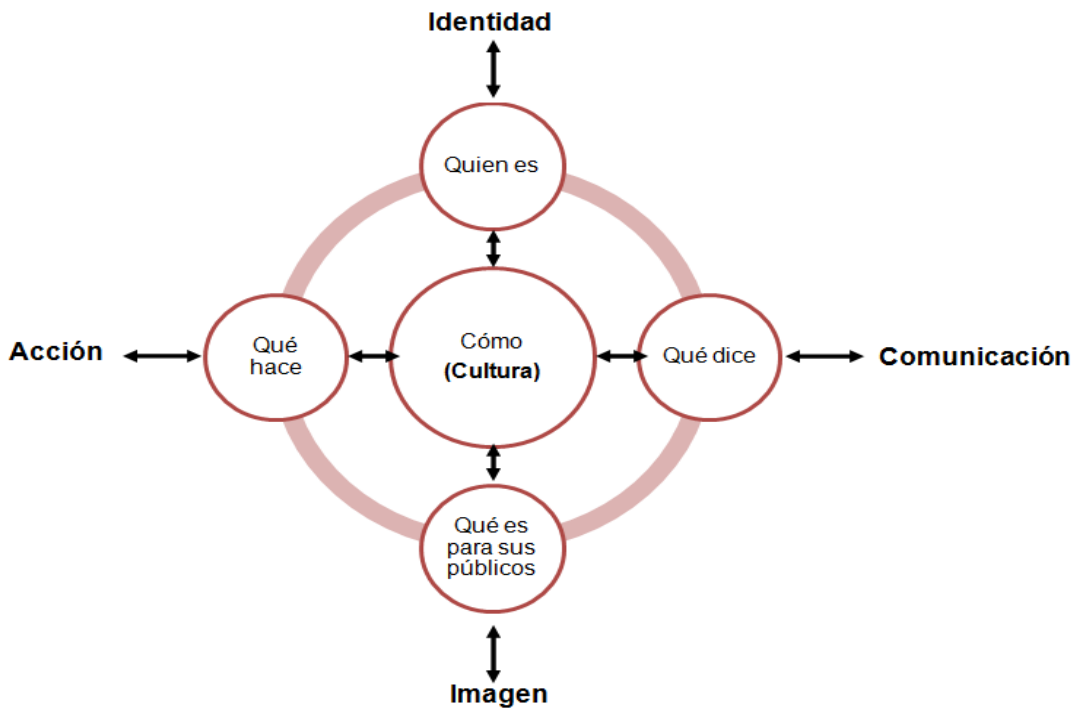 Identidad
Quien es
Acción
Qué
hace
Cómo
(Cultura)
Qué dice
Comunicación
Qué es
para sus
públicos
Imagen